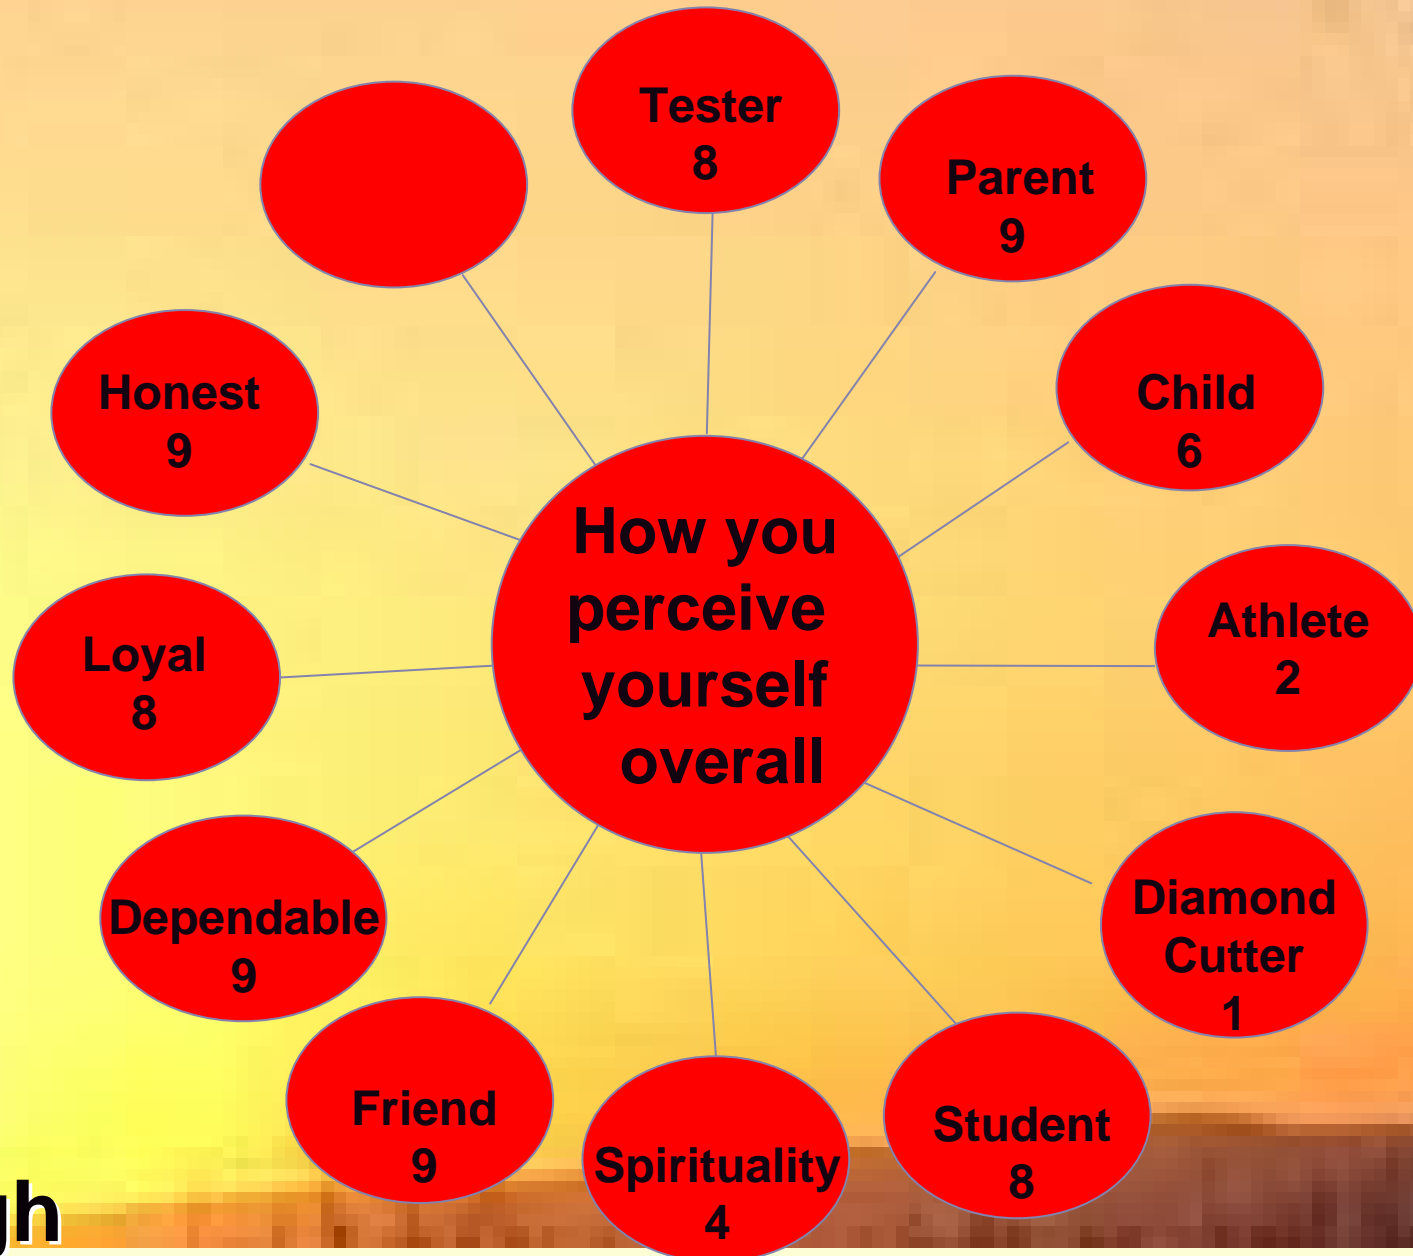 Tester
8
Parent
9
Child
6
Athlete
2
Diamond
Cutter
1
Student
8
Spirituality
4
Friend
9
Dependable
9
Loyal
8
Honest
9
How you
perceive
yourself
overall